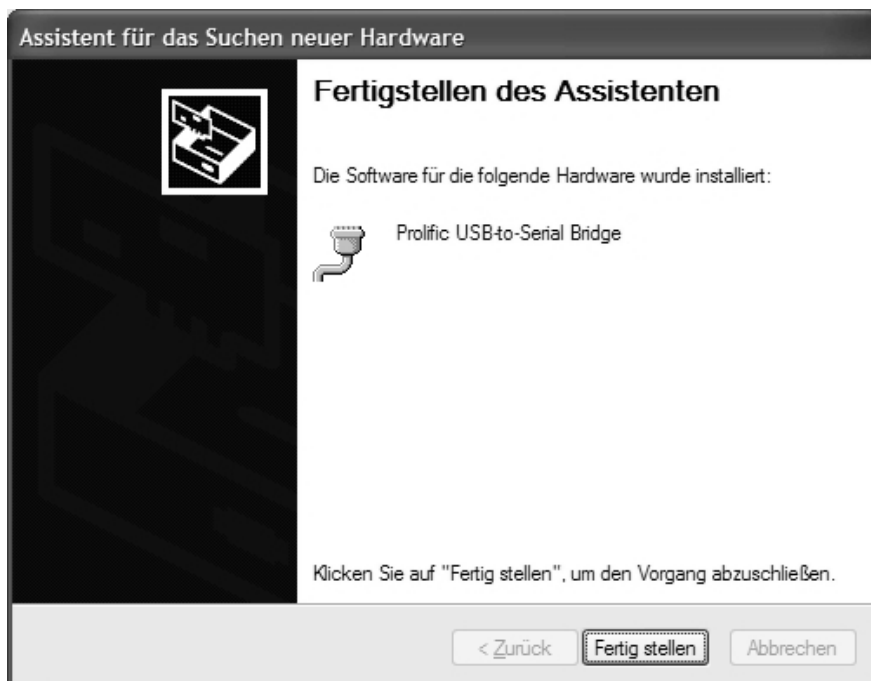 Assistent für das Suchen neuer Hardware
Fertigstellen des Assistenten
Die Software für die folgende Hardware wurde installiert:
Prolific USB-to-Serial Bridge
Klicken Sie auf "Fertig stellen", um den Vorgang abzuschließen.
< Zurück Fertig stellen Abbrechen